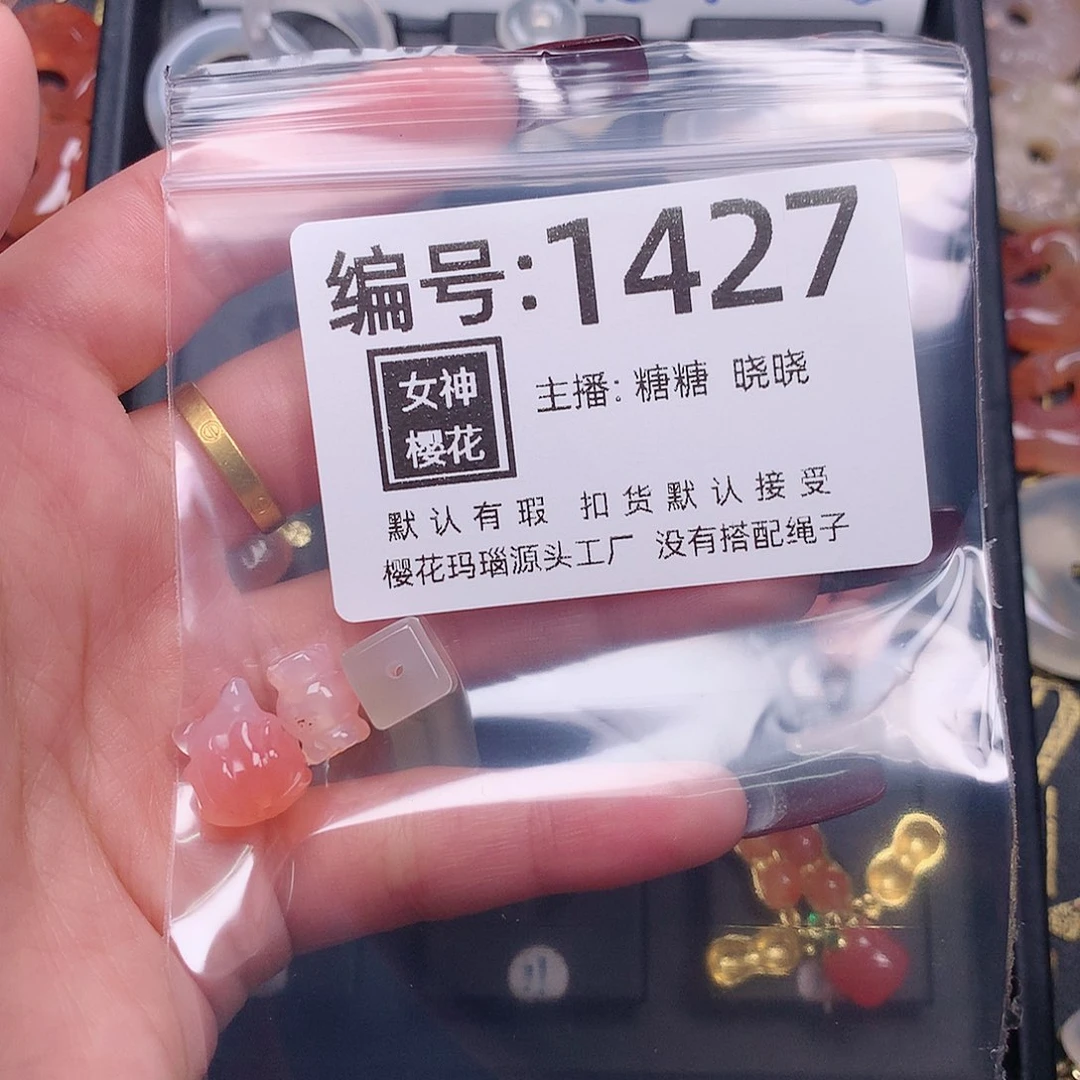 编号:1427
女神
樱花
主播: 糖糖 晓晓
默认有瑕 扣货默认接受
樱花玛瑙源头工厂 没有搭配绳子